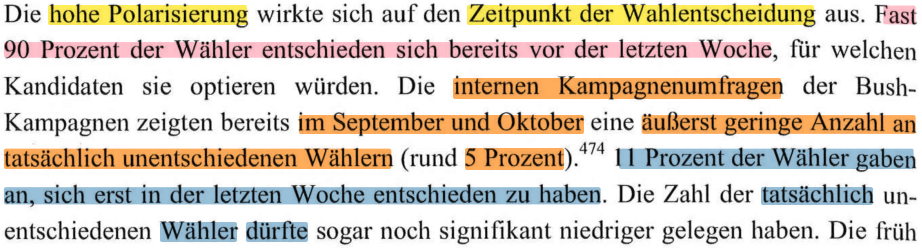 Die hohe Polarisierung wirkte sich auf den Zeitpunkt der Wahlentscheidung aus. Fast
90 Prozent der Wähler entschieden sich bereits vor der letzten Woche, für welchen
Kandidaten sie optieren würden. Die internen Kampagnenumfragen der Bush-
Kampagnen zeigten bereits im September und Oktober eine äußerst geringe Anzahl an
tatsächlich unentschiedenen Wählern (rund 5 Prozent).474 11 Prozent der Wähler gaben
an, sich erst in der letzten Woche entschieden zu haben. Die Zahl der tatsächlich un-
entschiedenen Wähler dürfte sogar noch signifikant niedriger gelegen haben. Die früh